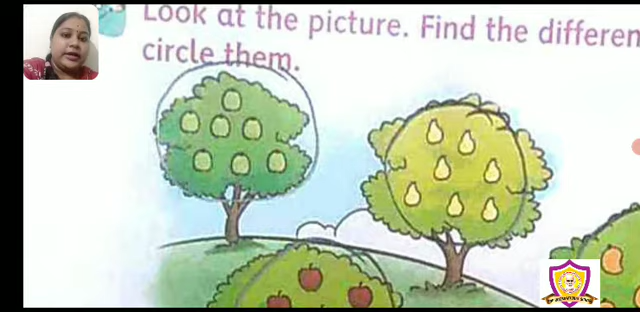 Look at the picture. Find the differen
circle them.